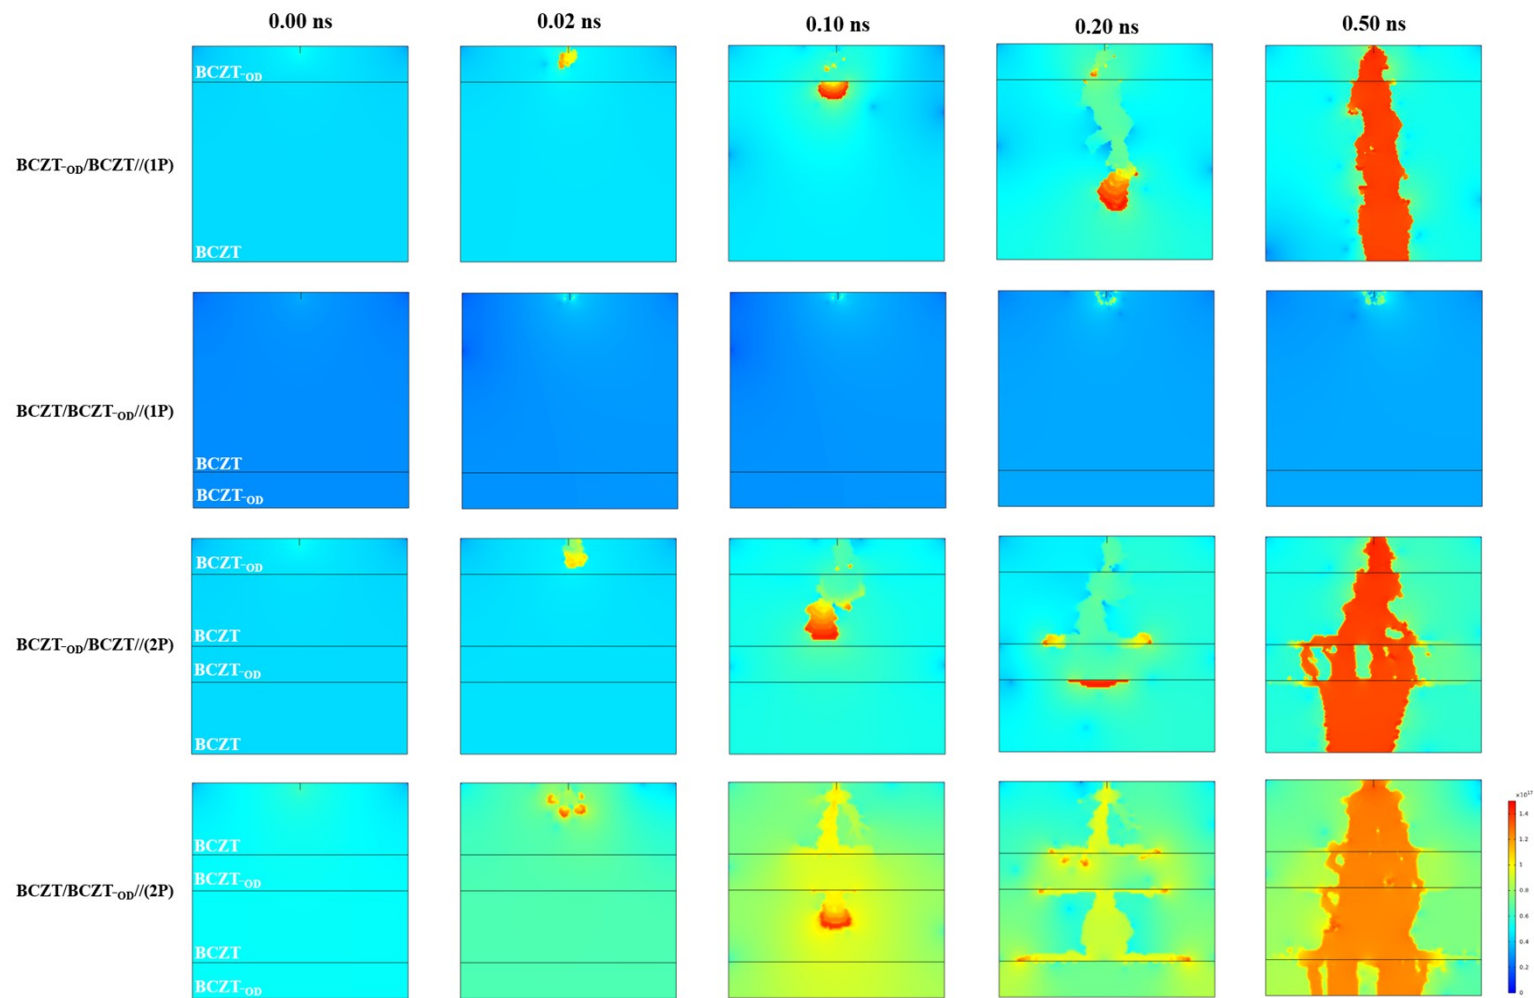 0.00 ns 0.02 ns 0.10 ns 0.20 ns 0.50 ns
BCZT-OD
BCZT-OD/BCZT//(1P)
BCZT
BCZT/BCZT-OD//(1P)
BCZT
BCZT-OD
BCZT-OD
BCZT-OD/BCZT//(2P)
BCZT
BCZT-OD
BCZT
BCZT
BCZT/BCZT-OD//(2P)
BCZT-OD
BCZT
BCZT-OD
×10¹⁷
1.4
1.2
1
0.8
0.6
0.4
0.2
0